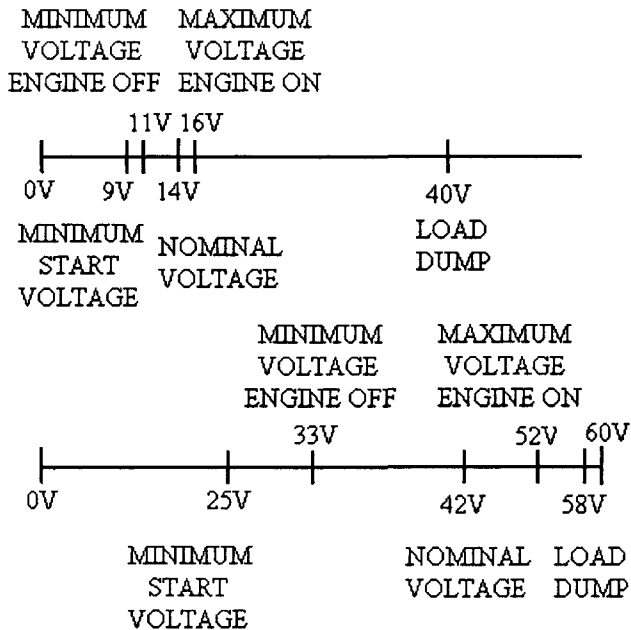 MINIMUM MAXIMUM
VOLTAGE VOLTAGE
ENGINE OFF ENGINE ON
11V 16V
0V 9V 14V 40V
MINIMUM
START
VOLTAGE
NOMINAL
VOLTAGE
LOAD
DUMP
MINIMUM
VOLTAGE
ENGINE OFF
MAXIMUM
VOLTAGE
ENGINE ON
33V 52V 60V
0V 25V 42V 58V
MINIMUM
START
VOLTAGE
NOMINAL
VOLTAGE
LOAD
DUMP